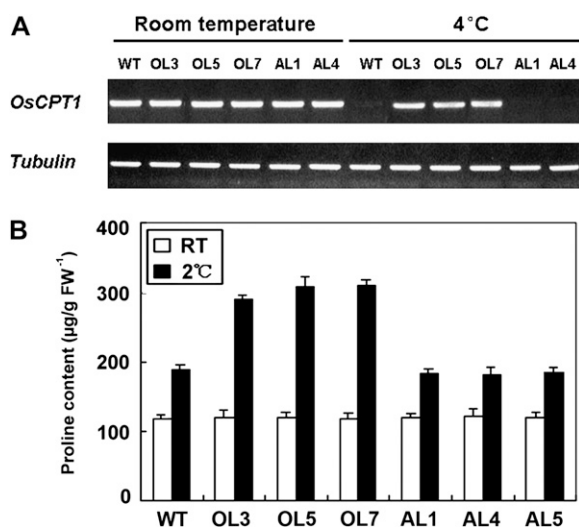 A
Room temperature 4°C
WT OL3 OL5 OL7 AL1 AL4 WT OL3 OL5 OL7 AL1 AL4
OsCPT1
Tubulin
B
Proline content (µg/g FW⁻¹)
400
300
200
100
0
RT
2℃
WT OL3 OL5 OL7 AL1 AL4 AL5